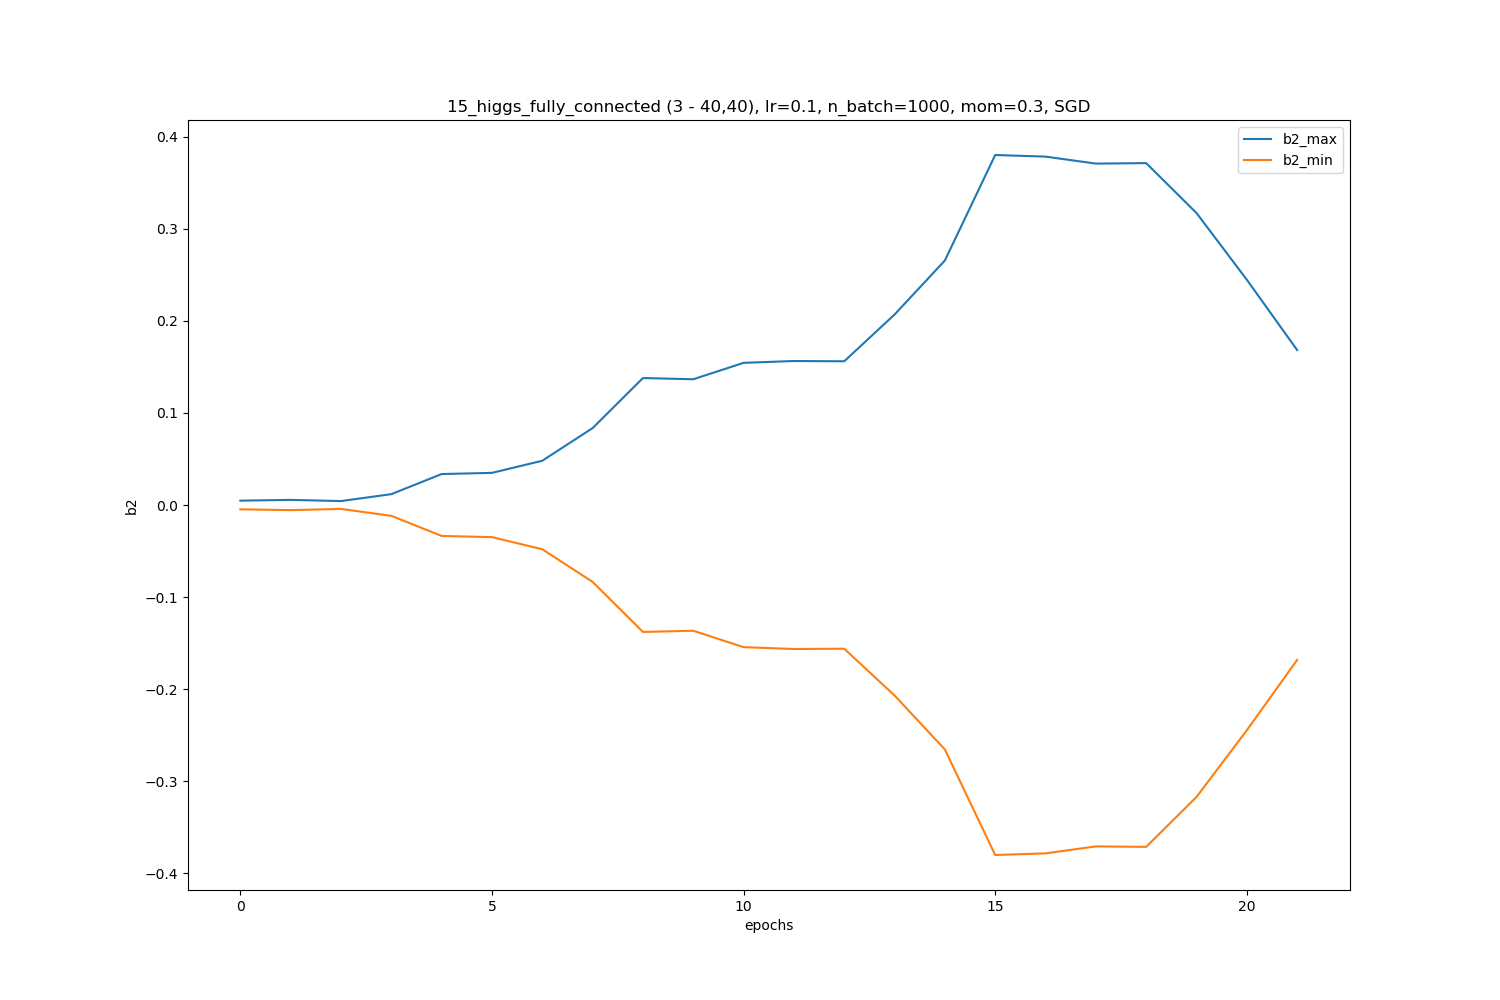 15_higgs_fully_connected (3 - 40,40), lr=0.1, n_batch=1000, mom=0.3, SGD
b2_max
b2_min
0.4
0.3
0.2
0.1
0.0
−0.1
−0.2
−0.3
−0.4
b2
0 5 10 15 20
epochs